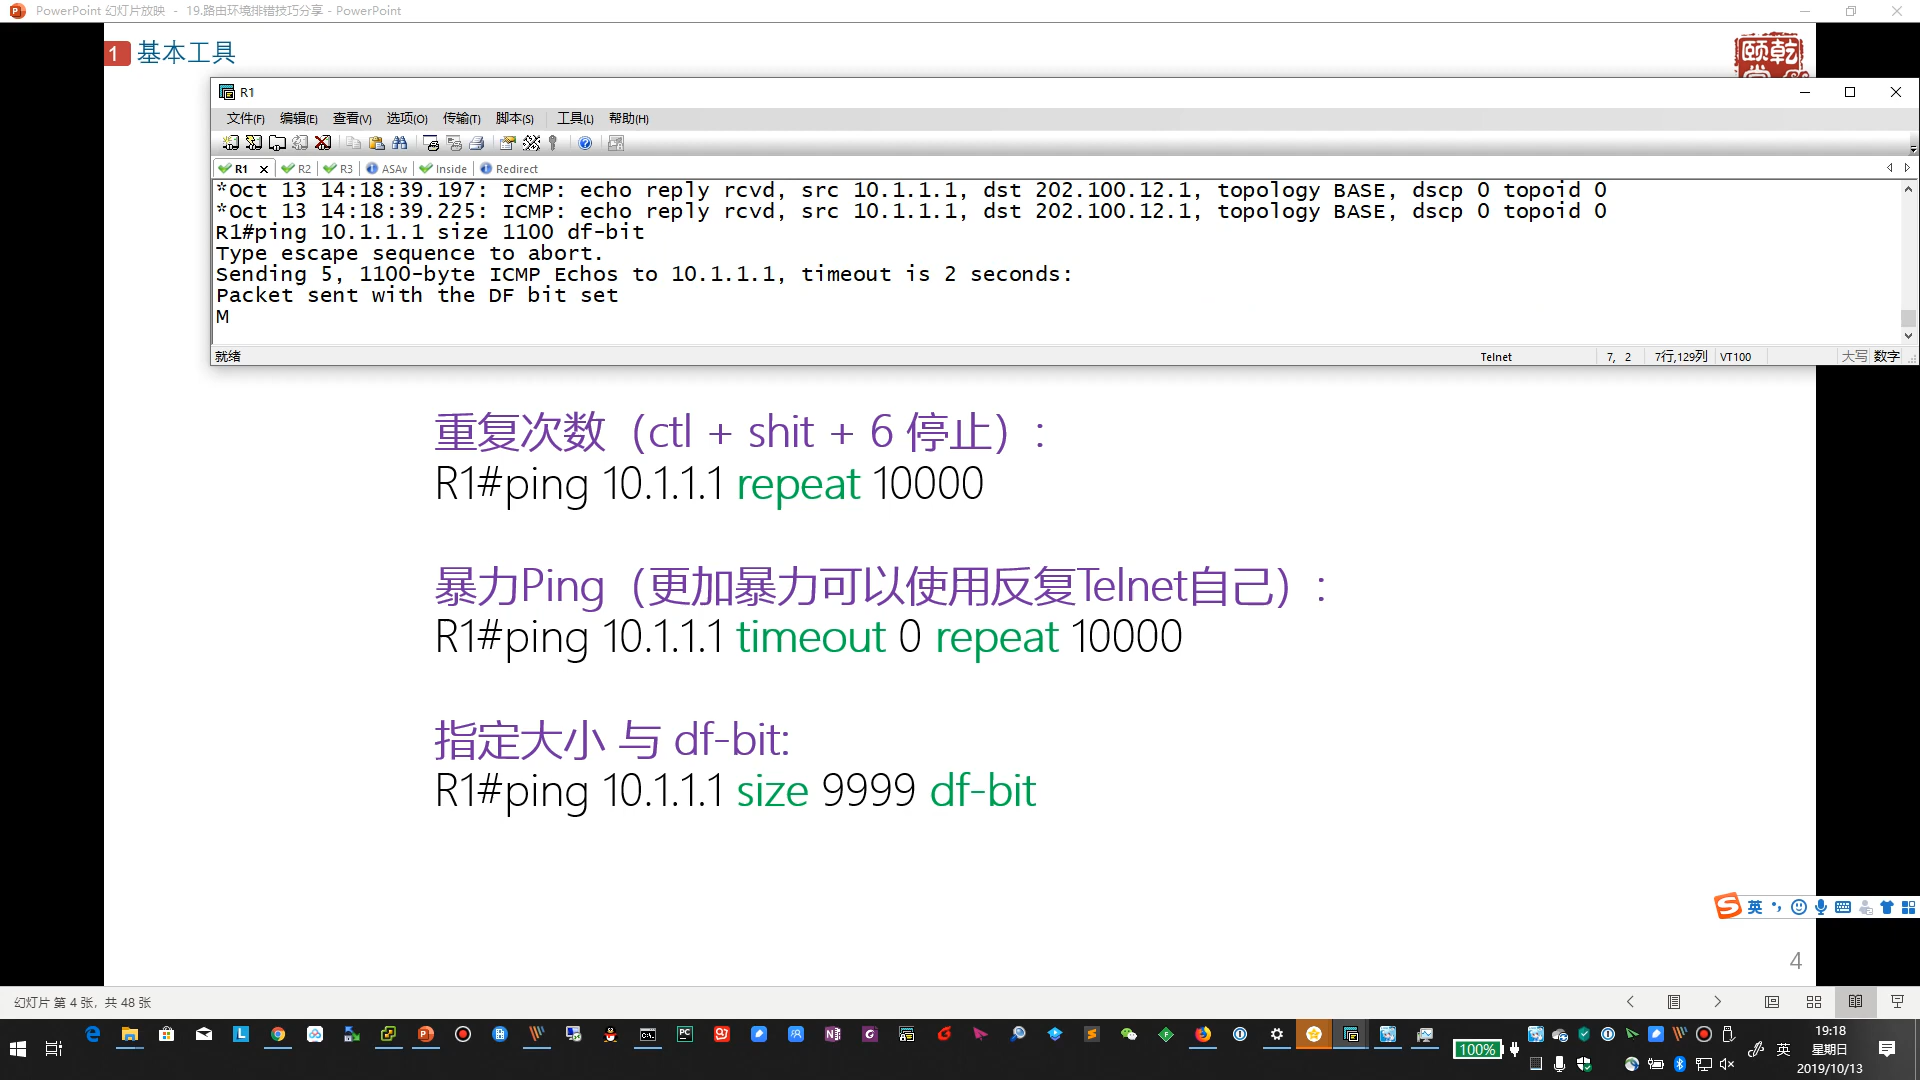 PowerPoint 幻灯片放映 - 19.路由环境排错技巧分享 - PowerPoint
1 基本工具
R1
文件(F) 编辑(E) 查看(V) 选项(O) 传输(T) 脚本(S) 工具(L) 帮助(H)
R1 R2 R3 ASAv Inside Redirect
*Oct 13 14:18:39.197: ICMP: echo reply rcvd, src 10.1.1.1, dst 202.100.12.1, topology BASE, dscp 0 topoid 0
*Oct 13 14:18:39.225: ICMP: echo reply rcvd, src 10.1.1.1, dst 202.100.12.1, topology BASE, dscp 0 topoid 0
R1#ping 10.1.1.1 size 1100 df-bit
Type escape sequence to abort.
Sending 5, 1100-byte ICMP Echos to 10.1.1.1, timeout is 2 seconds:
Packet sent with the DF bit set
M
就绪 Telnet 7, 2 7行,129列 VT100 大写 数字
重复次数（ctl + shit + 6 停止）:
R1#ping 10.1.1.1 repeat 10000
暴力Ping（更加暴力可以使用反复Telnet自己）:
R1#ping 10.1.1.1 timeout 0 repeat 10000
指定大小 与 df-bit:
R1#ping 10.1.1.1 size 9999 df-bit
英
4
幻灯片 第 4 张，共 48 张
100% 英 19:18
星期日
2019/10/13